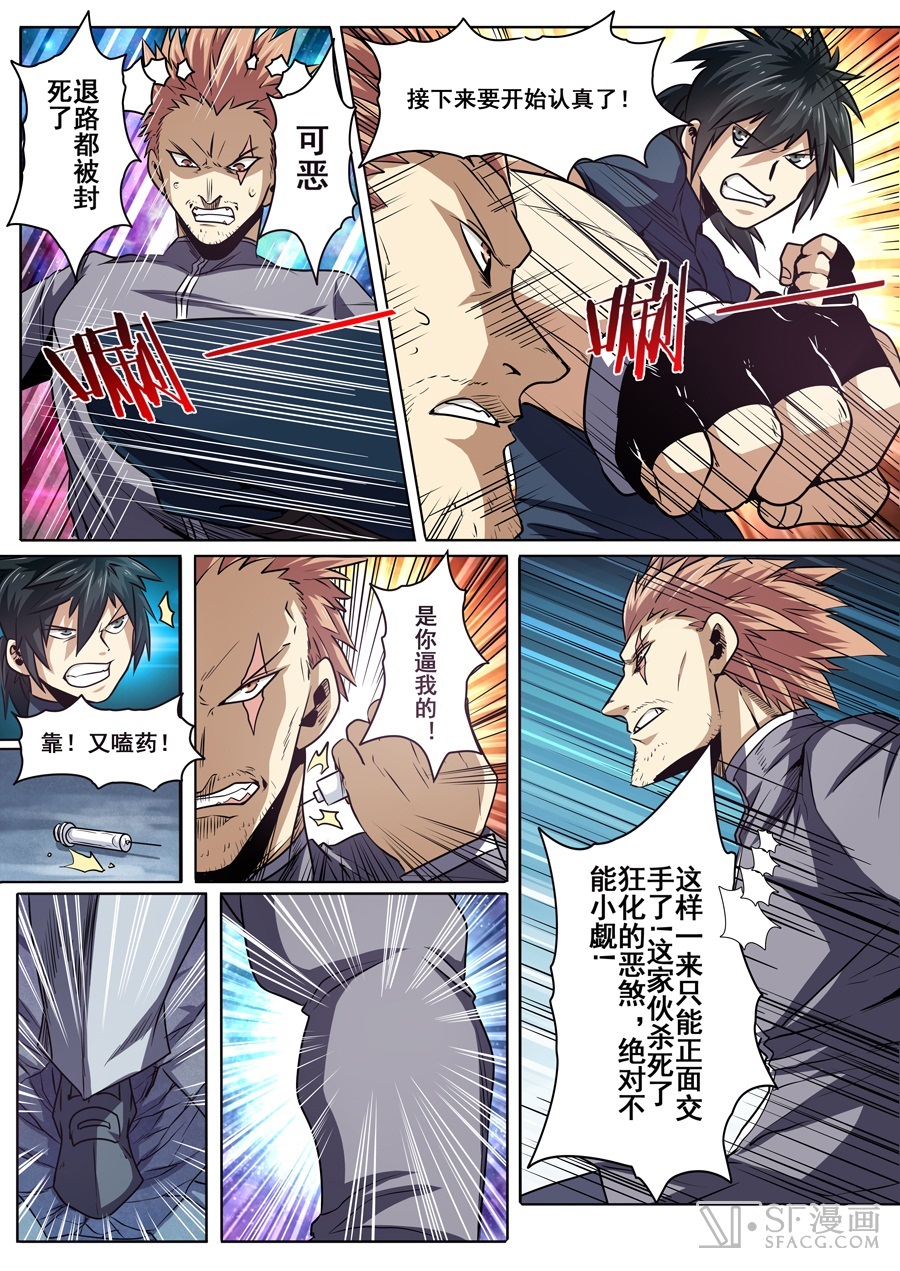 退路都被封
死了
可恶
接下来要开始认真了！
唰
唰
靠！又嗑药！
是你逼我的！
这样一来只能正面交
手了！这家伙杀死了
狂化的恶煞，绝对不
能小觑！
SF漫画
SFACG.COM